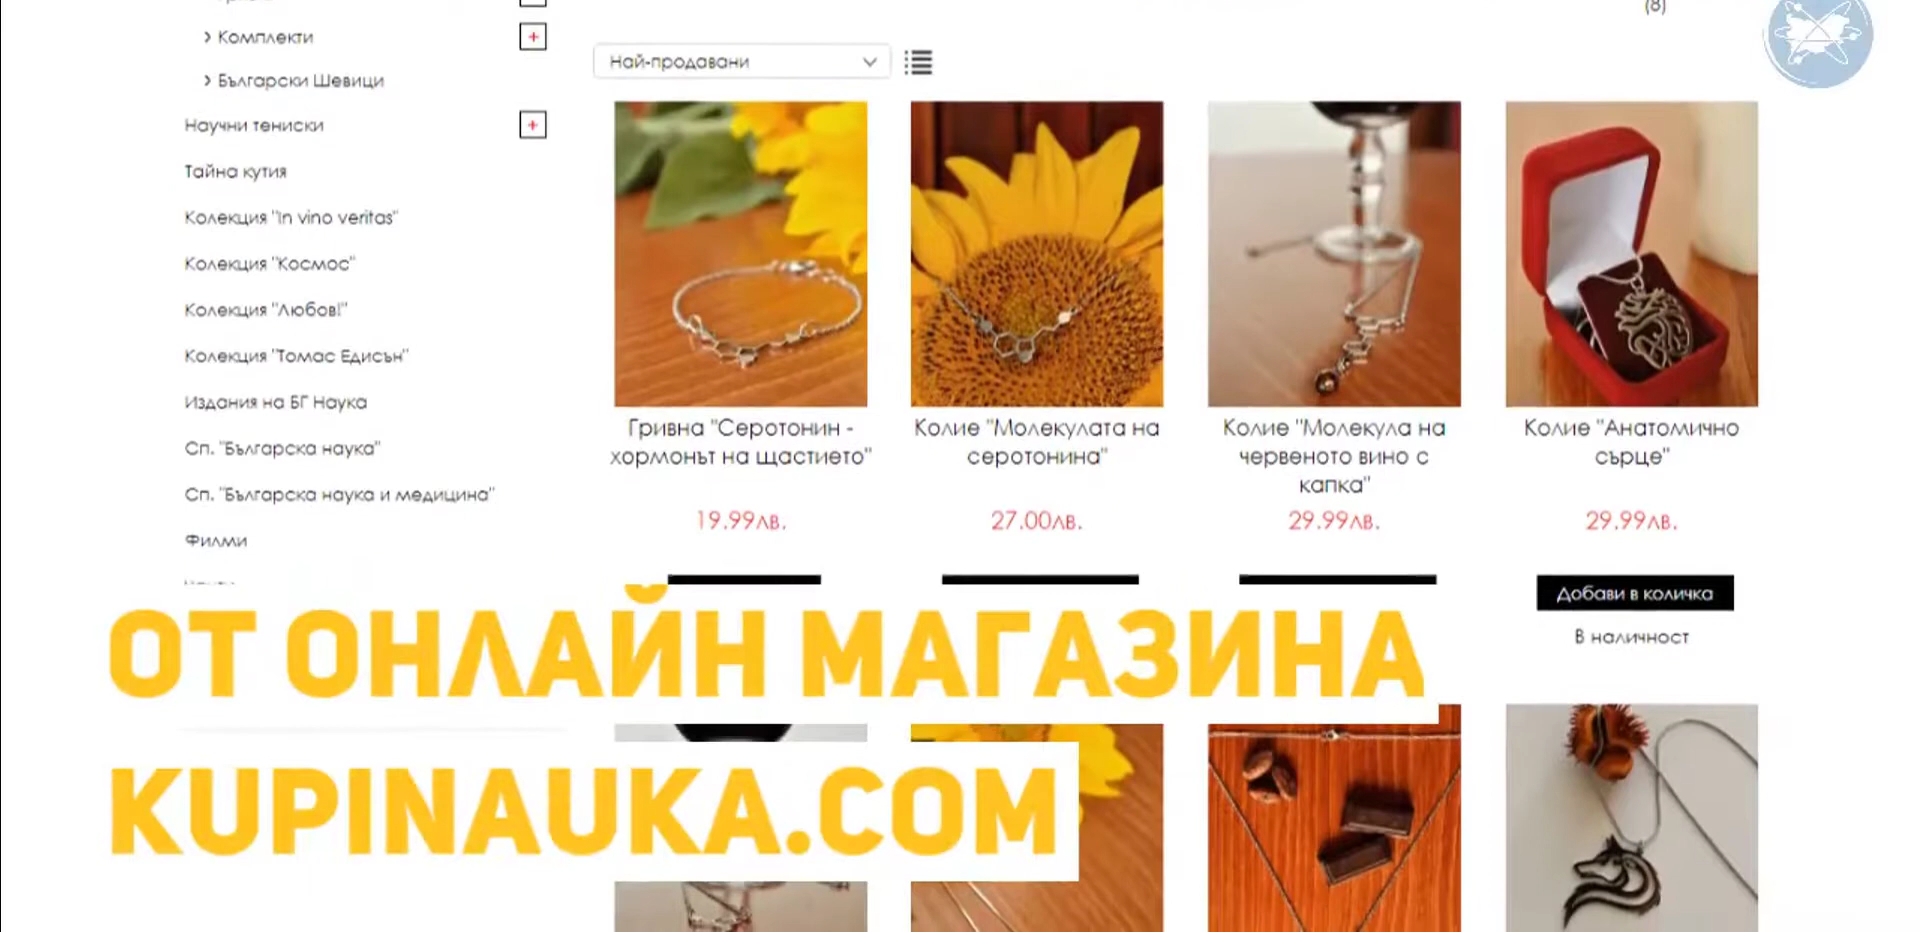 (8)
Комплекти
Български Шевици
Научни тениски
Тайна кутия
Колекция "In vino veritas"
Колекция "Космос"
Колекция "Любов!"
Колекция "Томас Едисън"
Издания на БГ Наука
Сп. "Българска наука"
Сп. "Българска наука и медицина"
Филми
Най-продавани
Гривна "Серотонин -
хормонът на щастието"
19.99лв.
Колие "Молекулата на
серотонина"
27.00лв.
Колие "Молекула на
червеното вино с
капка"
29.99лв.
Колие "Анатомично
сърце"
29.99лв.
Добави в количка
В наличност
ОТ ОНЛАЙН МАГАЗИНА
KUPINAUKA.COM